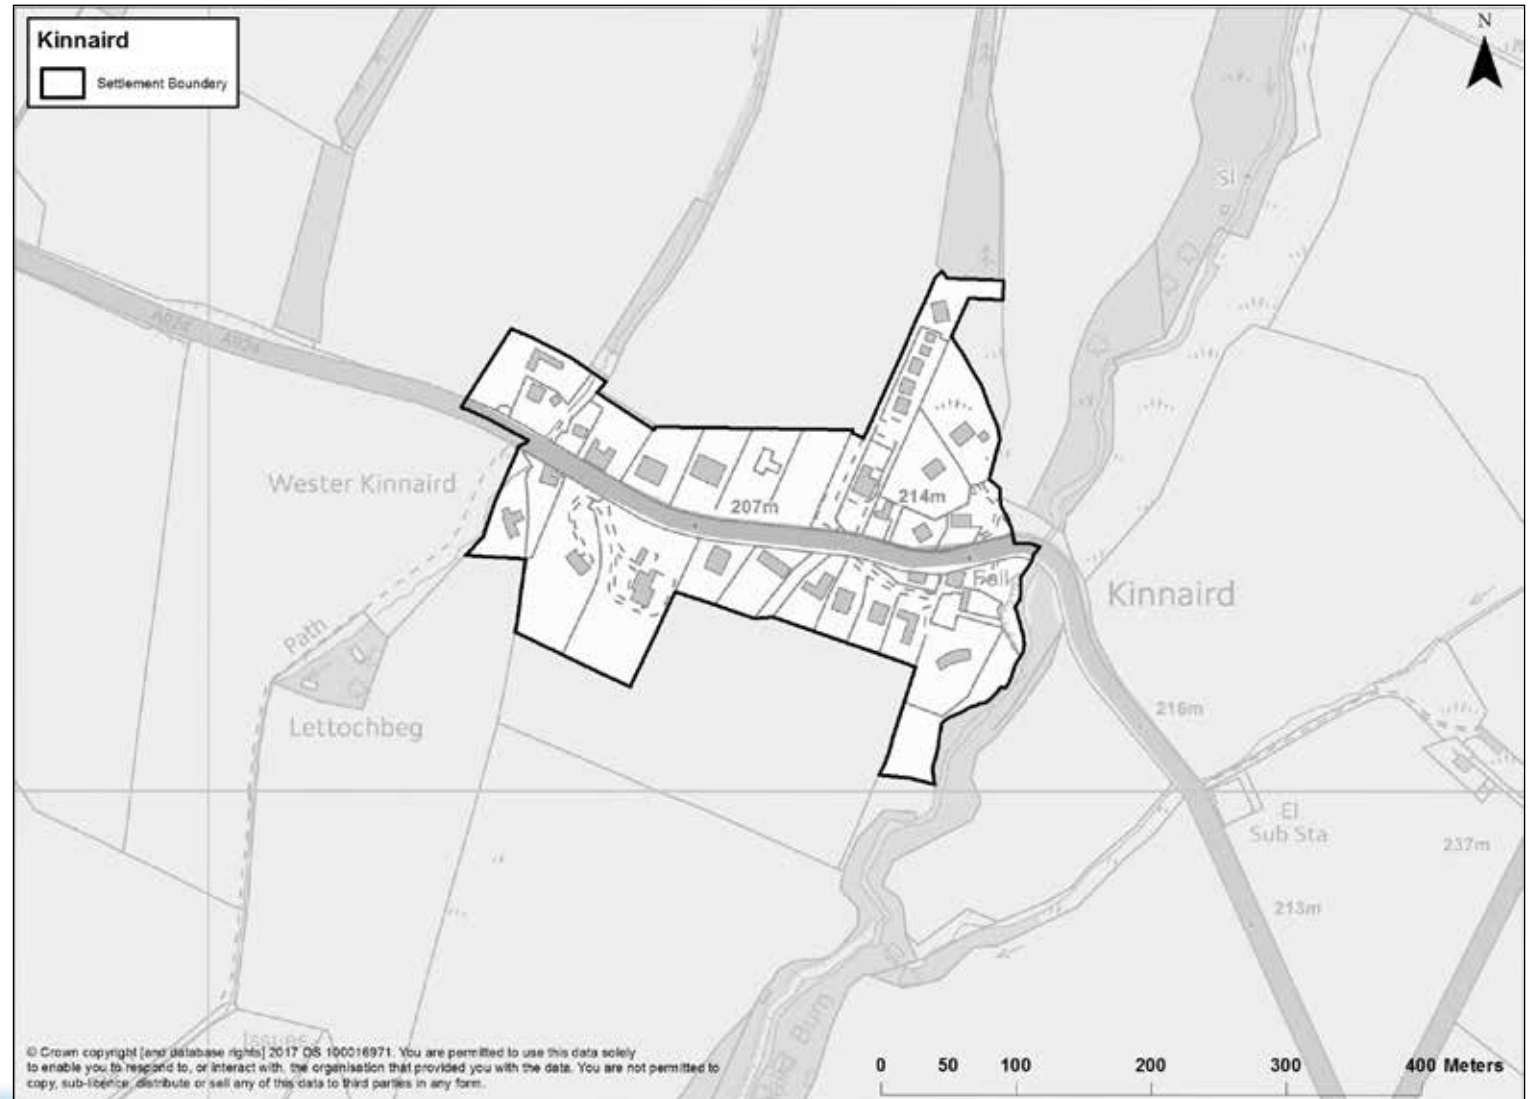 Kinnaird
Settlement Boundary
N
Sl
A924
A924
Wester Kinnaird
207m
214m
Fall
Kinnaird
Path
Lettochbeg
216m
El
Sub Sta
237m
213m
Issues
Burn
© Crown copyright [and database rights] 2017 OS 100016971. You are permitted to use this data solely
to enable you to respond to, or interact with, the organisation that provided you with the data. You are not permitted to
copy, sub-licence, distribute or sell any of this data to third parties in any form.
0 50 100 200 300 400 Meters